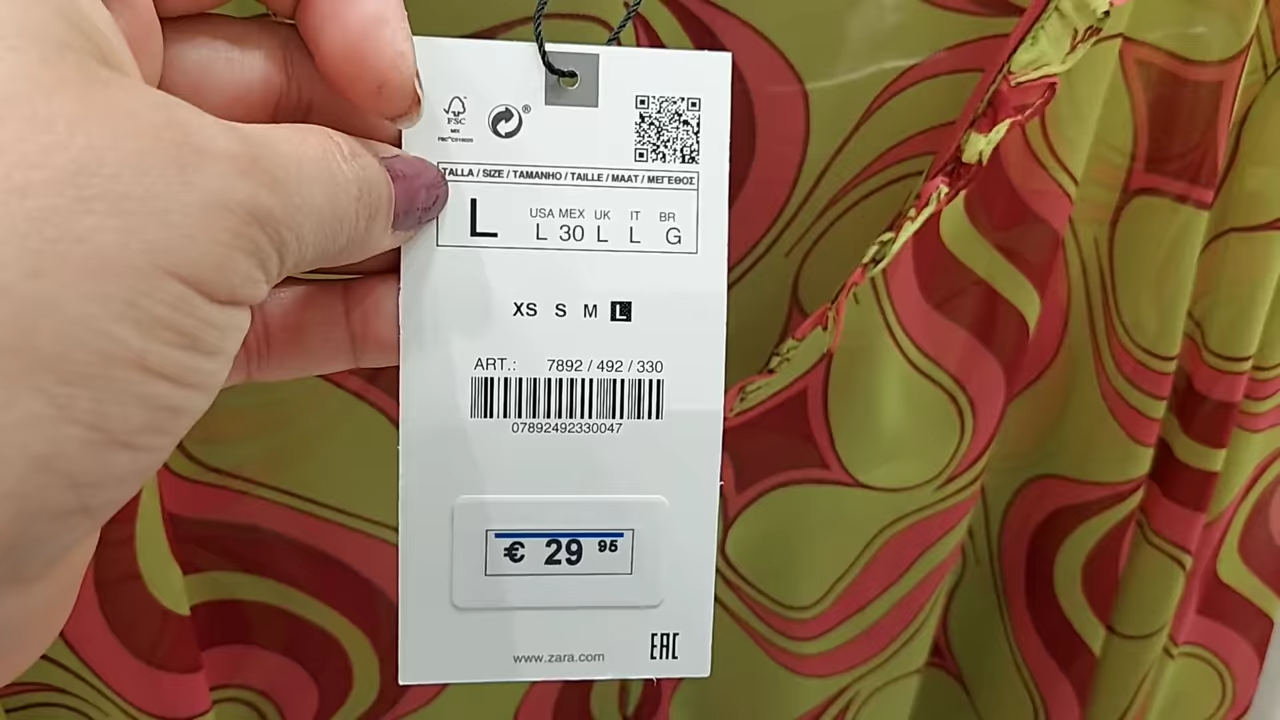 FSC
MIX
®
TALLA / SIZE / TAMANHO / TAILLE / MAAT / ΜΕΓΕΘΟΣ
L
USA MEX UK IT BR
L 30 L L G
XS S M L
ART.: 7892 / 492 / 330
07892492330047
€ 29 95
www.zara.com
EAC